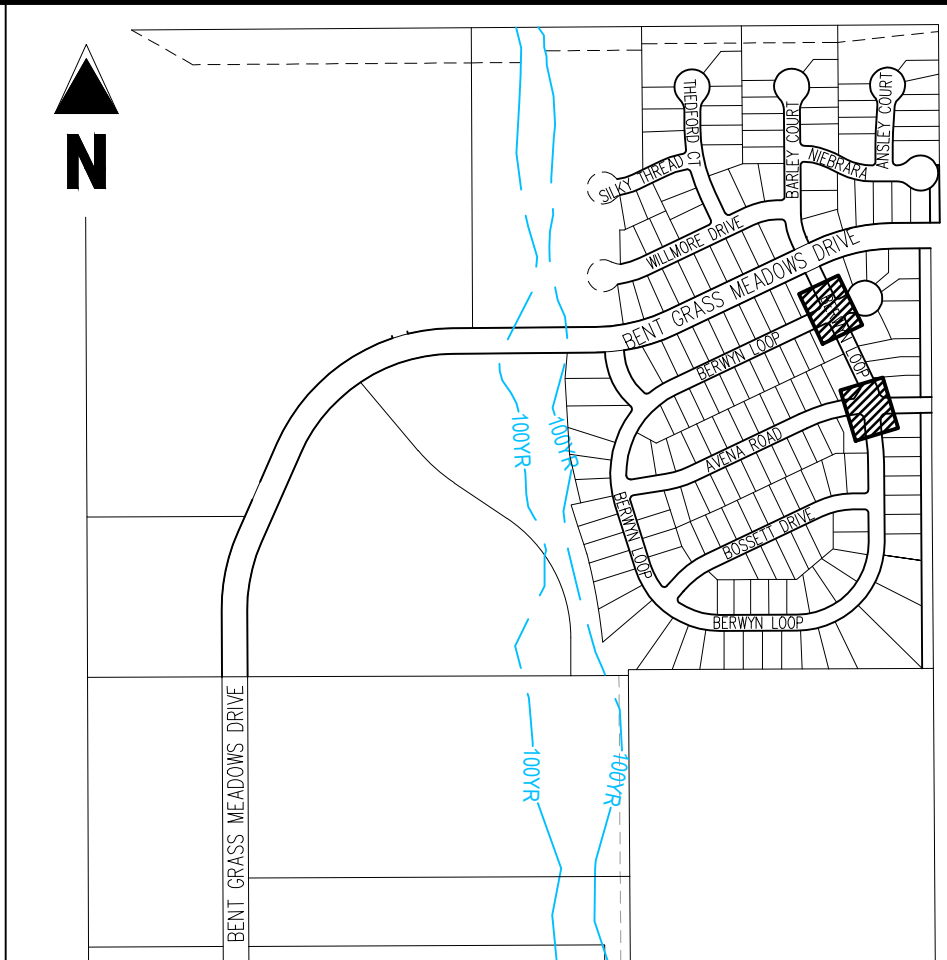 N
THEDFORD CT
BARLEY COURT
ANSLEY COURT
NIEBRARA
SILKY THREAD
WILLMORE DRIVE
BENT GRASS MEADOWS DRIVE
BERWYN LOOP
BERWYN LOOP
100YR
100YR
AVENA ROAD
BERWYN LOOP
BOSSETT DRIVE
BERWYN LOOP
BENT GRASS MEADOWS DRIVE
100YR
100YR